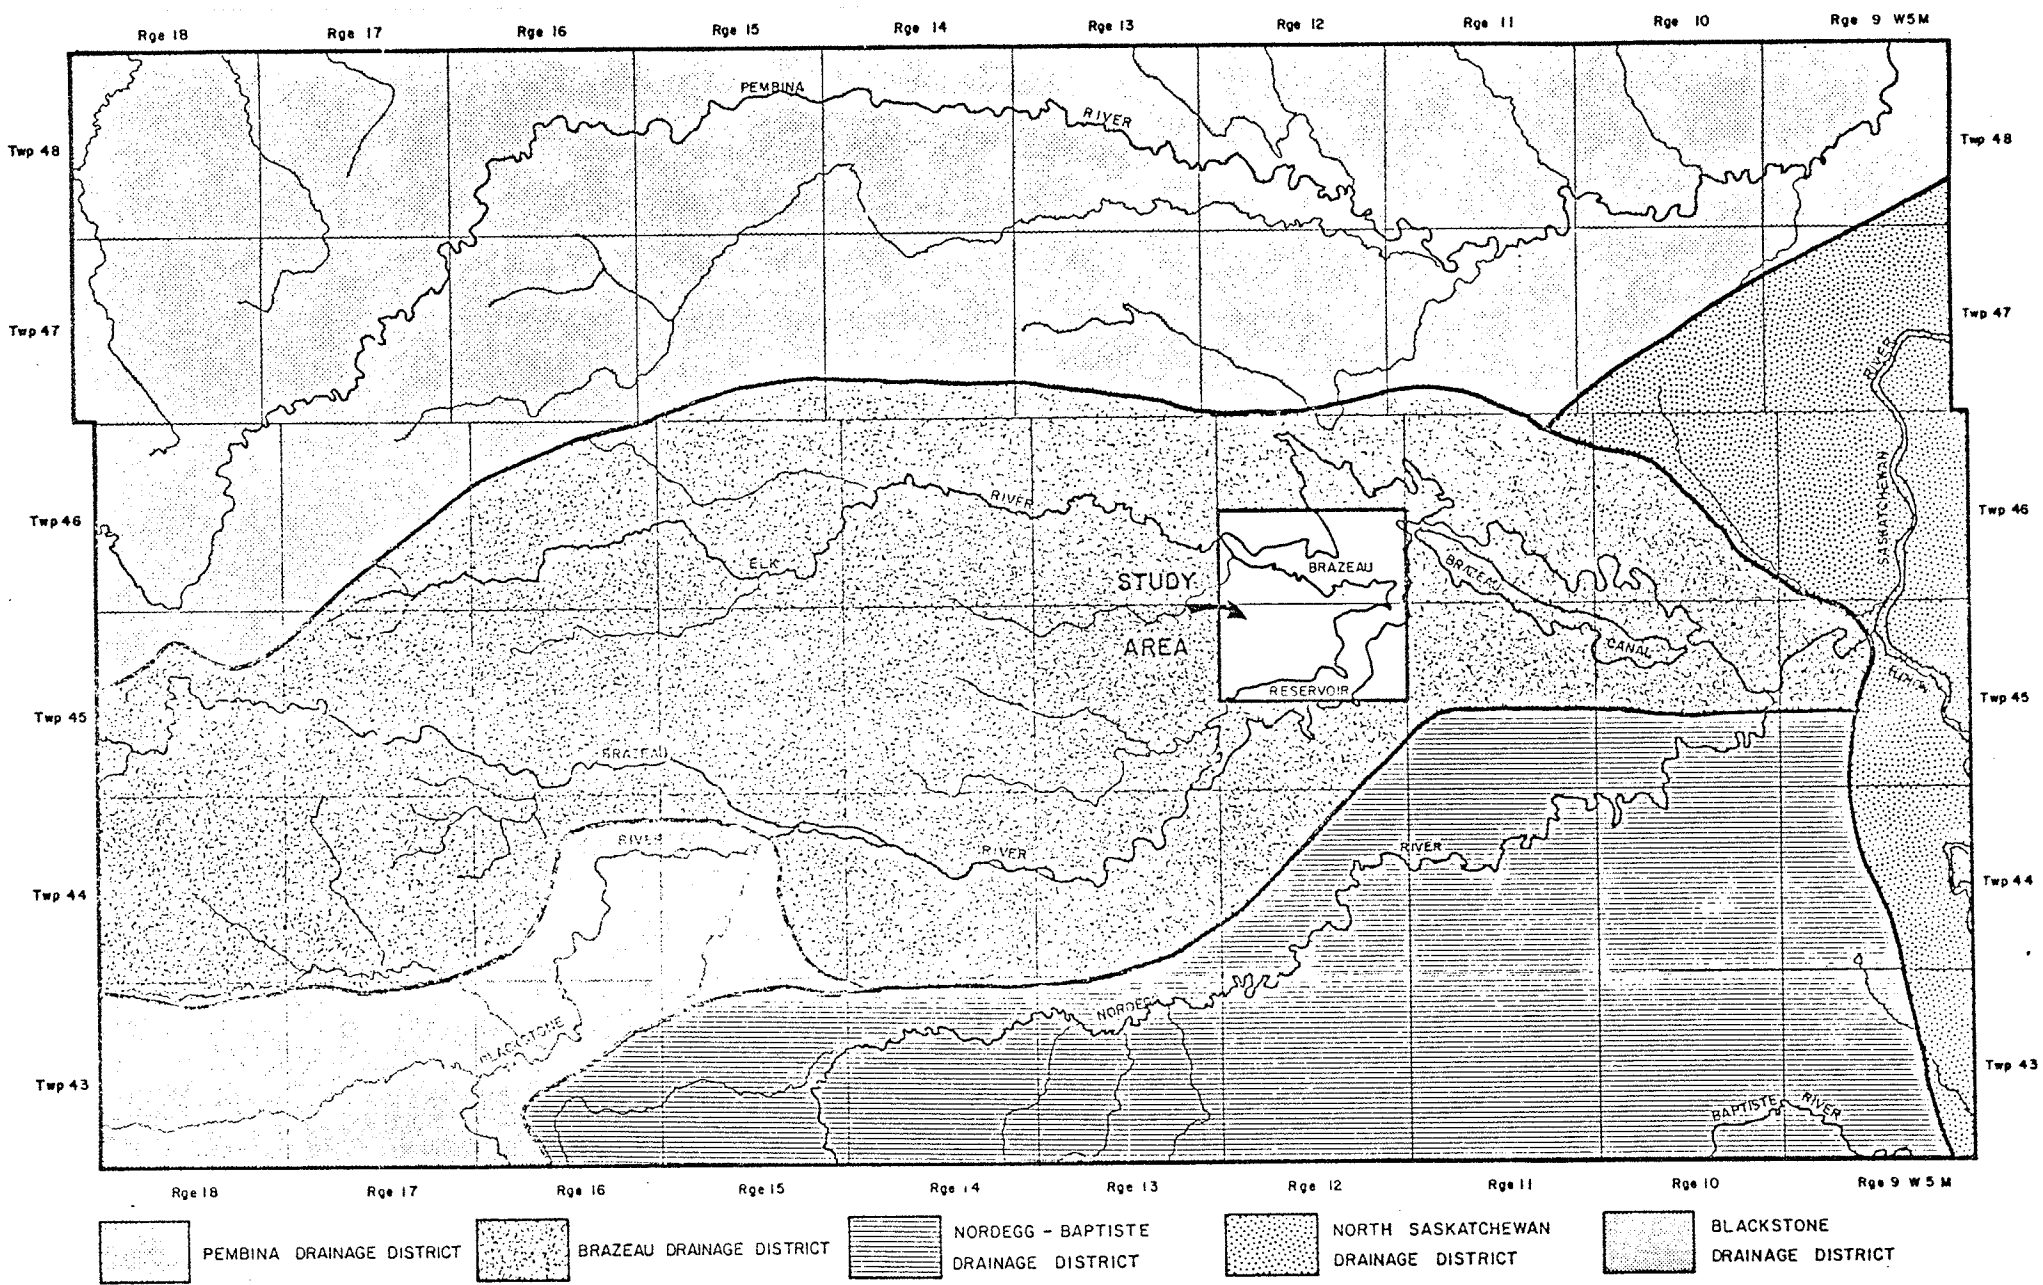 Rge 18 Rge 17 Rge 16 Rge 15 Rge 14 Rge 13 Rge 12 Rge 11 Rge 10 Rge 9 W5M
PEMBINA
RIVER
Twp 48 Twp 48
Twp 47 Twp 47
RIVER
SASKATCHEWAN
Twp 46 Twp 46
RIVER
ELK
BRAZEAU
BRAZEAU
STUDY
AREA
CANAL
RESERVOIR
Twp 45 Twp 45
BRAZEAU
RIVER
RIVER
RIVER
Twp 44 Twp 44
NORDEGG
BLACKSTONE
Twp 43 Twp 43
BAPTISTE RIVER
Rge 18 Rge 17 Rge 16 Rge 15 Rge 14 Rge 13 Rge 12 Rge 11 Rge 10 Rge 9 W5M
PEMBINA DRAINAGE DISTRICT
BRAZEAU DRAINAGE DISTRICT
NORDEGG - BAPTISTE
DRAINAGE DISTRICT
NORTH SASKATCHEWAN
DRAINAGE DISTRICT
BLACKSTONE
DRAINAGE DISTRICT